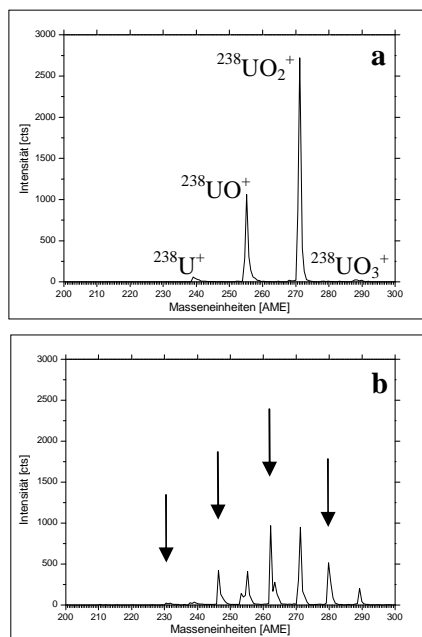 a
3000
2500
2000
1500
1000
500
0
Intensität [cts]
²³⁸UO₂⁺
²³⁸UO⁺
²³⁸U⁺
²³⁸UO₃⁺
200 210 220 230 240 250 260 270 280 290 300
Masseneinheiten [AME]
b
3000
2500
2000
1500
1000
500
0
Intensität [cts]
200 210 220 230 240 250 260 270 280 290 300
Masseneinheiten [AME]